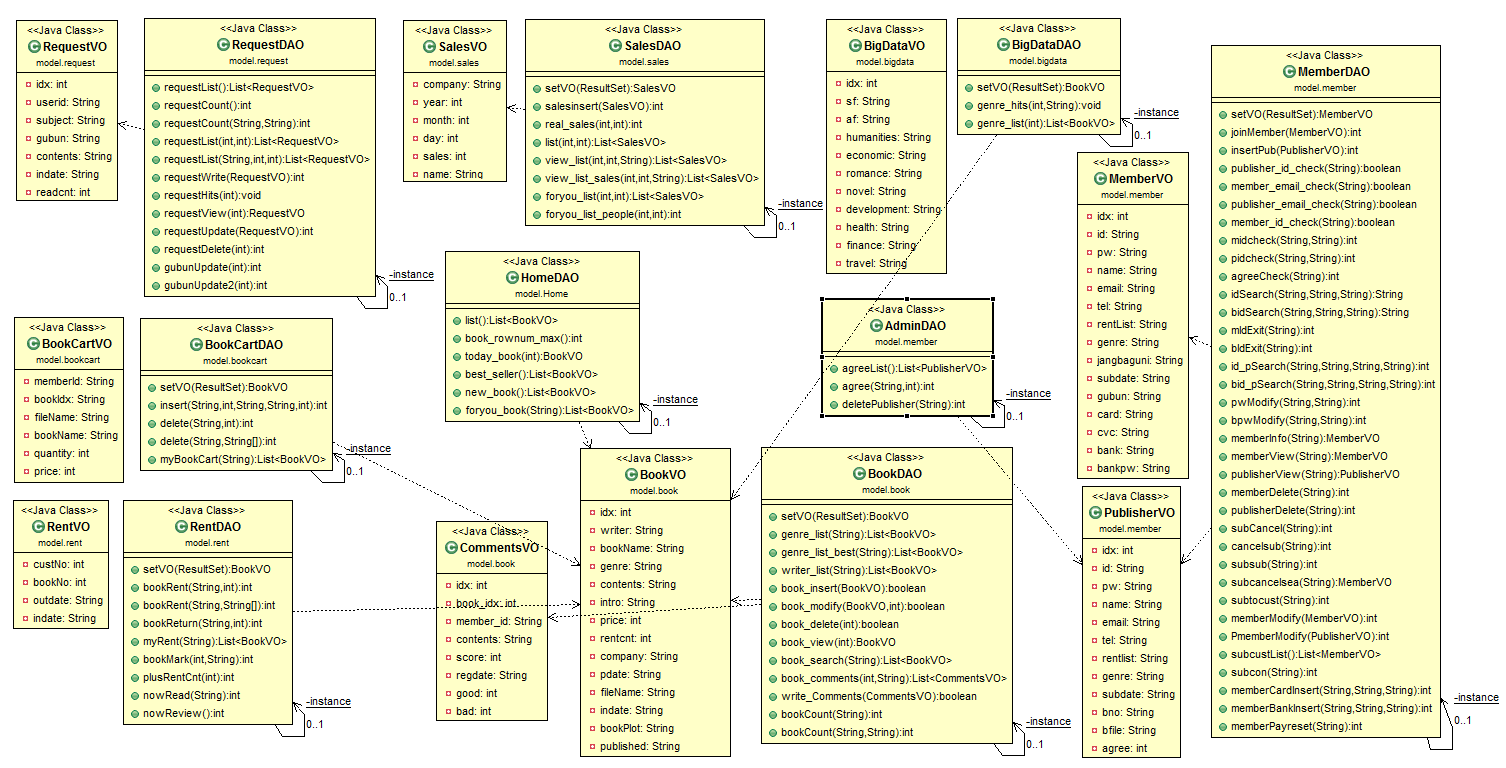 <<Java Class>>
RequestVO
model.request
idx: int
userid: String
subject: String
gubun: String
contents: String
indate: String
readcnt: int
<<Java Class>>
RequestDAO
model.request
requestList():List<RequestVO>
requestCount():int
requestCount(String,String):int
requestList(int,int):List<RequestVO>
requestList(String,int,int):List<RequestVO>
requestWrite(RequestVO):int
requestHits(int):void
requestView(int):RequestVO
requestUpdate(RequestVO):int
requestDelete(int):int
gubunUpdate(int):int
gubunUpdate2(int):int
-instance
0..1
<<Java Class>>
SalesVO
model.sales
company: String
year: int
month: int
day: int
sales: int
name: String
<<Java Class>>
SalesDAO
model.sales
setVO(ResultSet):SalesVO
salesinsert(SalesVO):int
real_sales(int,int):int
list(int,int):List<SalesVO>
view_list(int,int,String):List<SalesVO>
view_list_sales(int,int,String):List<SalesVO>
foryou_list(int,int):List<SalesVO>
foryou_list_people(int,int):int
-instance
0..1
<<Java Class>>
BigDataVO
model.bigdata
idx: int
sf: String
af: String
humanities: String
economic: String
romance: String
novel: String
development: String
health: String
finance: String
travel: String
<<Java Class>>
BigDataDAO
model.bigdata
setVO(ResultSet):BookVO
genre_hits(int,String):void
genre_list(int):List<BookVO>
-instance
0..1
<<Java Class>>
MemberDAO
model.member
setVO(ResultSet):MemberVO
joinMember(MemberVO):int
insertPub(PublisherVO):int
publisher_id_check(String):boolean
member_email_check(String):boolean
publisher_email_check(String):boolean
member_id_check(String):boolean
midcheck(String,String):int
pidcheck(String,String):int
agreeCheck(String):int
idSearch(String,String,String):String
bidSearch(String,String,String):String
mIdExit(String):int
bIdExit(String):int
id_pSearch(String,String,String,String):int
bid_pSearch(String,String,String,String):int
pwModify(String,String):int
bpwModify(String,String):int
memberInfo(String):MemberVO
memberView(String):MemberVO
publisherView(String):PublisherVO
memberDelete(String):int
publisherDelete(String):int
subCancel(String):int
cancelsub(String):int
subsub(String):int
subcancelsea(String):MemberVO
subtocust(String):int
memberModify(MemberVO):int
PmemberModify(PublisherVO):int
subcustList():List<MemberVO>
subcon(String):int
memberCardInsert(String,String,String):int
memberBankInsert(String,String,String):int
memberPayreset(String):int
-instance
0..1
<<Java Class>>
MemberVO
model.member
idx: int
id: String
pw: String
name: String
email: String
tel: String
rentList: String
genre: String
jangbaguni: String
subdate: String
gubun: String
card: String
cvc: String
bank: String
bankpw: String
<<Java Class>>
HomeDAO
model.Home
list():List<BookVO>
book_rownum_max():int
today_book(int):BookVO
best_seller():List<BookVO>
new_book():List<BookVO>
foryou_book(String):List<BookVO>
-instance
0..1
<<Java Class>>
AdminDAO
model.member
agreeList():List<PublisherVO>
agree(String,int):int
deletePublisher(String):int
-instance
0..1
<<Java Class>>
BookCartVO
model.bookcart
memberId: String
bookIdx: String
fileName: String
bookName: String
quantity: int
price: int
<<Java Class>>
BookCartDAO
model.bookcart
setVO(ResultSet):BookVO
insert(String,int,String,String,int):int
delete(String,int):int
delete(String,String[]):int
myBookCart(String):List<BookVO>
-instance
0..1
<<Java Class>>
RentVO
model.rent
custNo: int
bookNo: int
outdate: String
indate: String
<<Java Class>>
RentDAO
model.rent
setVO(ResultSet):BookVO
bookRent(String,int):int
bookRent(String,String[]):int
bookReturn(String,int):int
myRent(String):List<BookVO>
bookMark(int,String):int
plusRentCnt(int):int
nowRead(String):int
nowReview():int
-instance
0..1
<<Java Class>>
CommentsVO
model.book
idx: int
book_idx: int
member_id: String
contents: String
score: int
regdate: String
good: int
bad: int
<<Java Class>>
BookVO
model.book
idx: int
writer: String
bookName: String
genre: String
contents: String
intro: String
price: int
rentcnt: int
company: String
pdate: String
fileName: String
indate: String
bookPlot: String
published: String
<<Java Class>>
BookDAO
model.book
setVO(ResultSet):BookVO
genre_list(String):List<BookVO>
genre_list_best(String):List<BookVO>
writer_list(String):List<BookVO>
book_insert(BookVO):boolean
book_modify(BookVO,int):boolean
book_delete(int):boolean
book_view(int):BookVO
book_search(String):List<BookVO>
book_comments(int,String):List<CommentsVO>
write_Comments(CommentsVO):boolean
bookCount(String):int
bookCount(String,String):int
-instance
0..1
<<Java Class>>
PublisherVO
model.member
idx: int
id: String
pw: String
name: String
email: String
tel: String
rentlist: String
genre: String
subdate: String
bno: String
bfile: String
agree: int